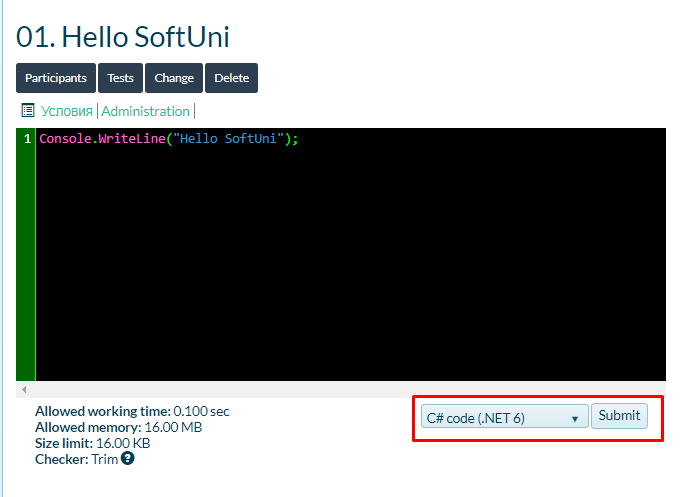 01. Hello SoftUni
Participants Tests Change Delete
Условия Administration
1 Console.WriteLine("Hello SoftUni");
Allowed working time: 0.100 sec
Allowed memory: 16.00 MB
Size limit: 16.00 KB
Checker: Trim ?
C# code (.NET 6) Submit